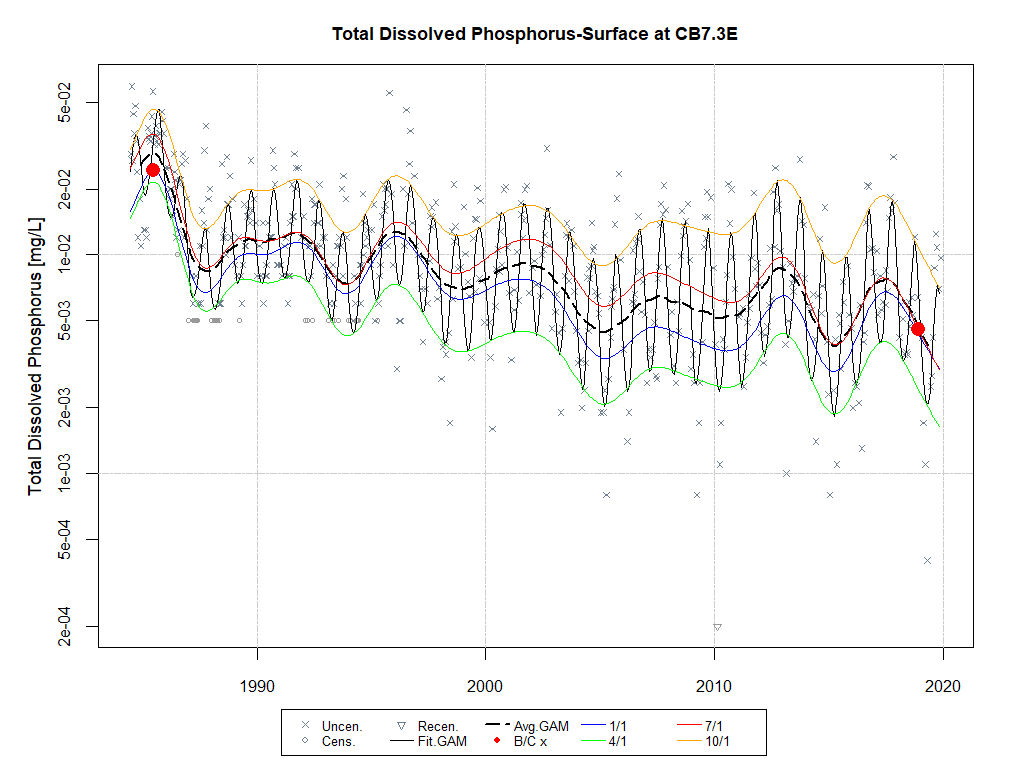 Total Dissolved Phosphorus-Surface at CB7.3E
Total Dissolved Phosphorus [mg/L]
5e-02
2e-02
1e-02
5e-03
2e-03
1e-03
5e-04
2e-04
1990
2000
2010
2020
Uncen. Recen. Avg.GAM 1/1 7/1
Cens. Fit.GAM B/C x 4/1 10/1